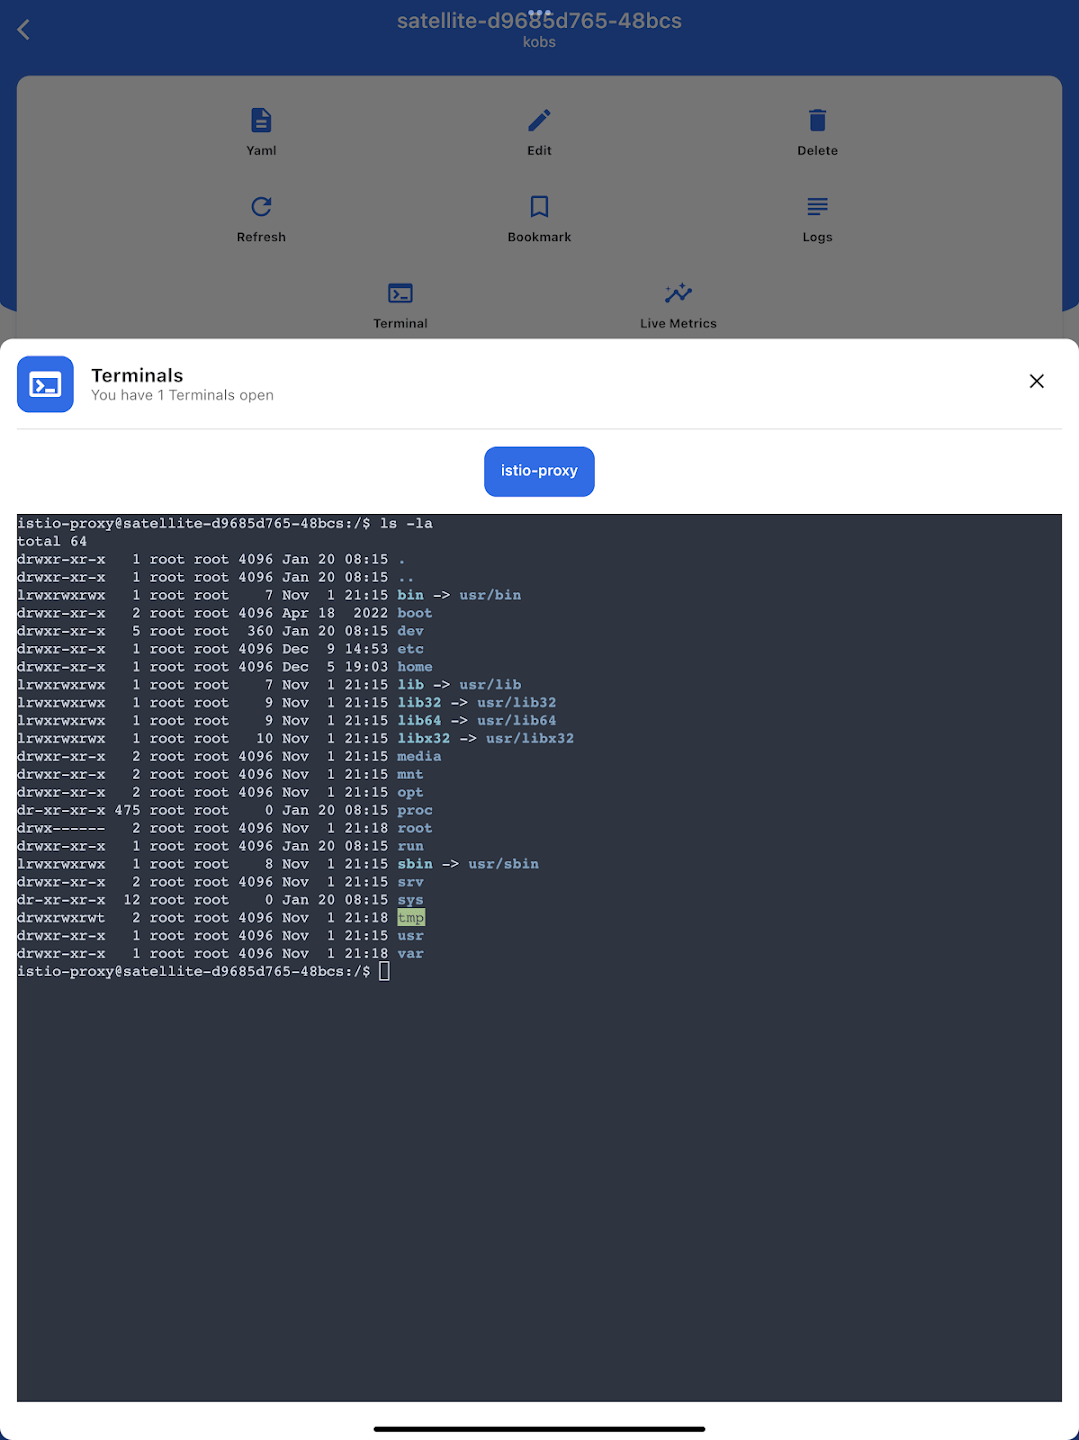 satellite-d9685d765-48bcs
kobs
Yaml
Edit
Delete
Refresh
Bookmark
Logs
Terminal
Live Metrics
Terminals
You have 1 Terminals open
istio-proxy
istio-proxy@satellite-d9685d765-48bcs:/$ ls -la
total 64
drwxr-xr-x   1 root root 4096 Jan 20 08:15 .
drwxr-xr-x   1 root root 4096 Jan 20 08:15 ..
lrwxrwxrwx   1 root root    7 Nov  1 21:15 bin -> usr/bin
drwxr-xr-x   2 root root 4096 Apr 18  2022 boot
drwxr-xr-x   5 root root  360 Jan 20 08:15 dev
drwxr-xr-x   1 root root 4096 Dec  9 14:53 etc
drwxr-xr-x   1 root root 4096 Dec  5 19:03 home
lrwxrwxrwx   1 root root    7 Nov  1 21:15 lib -> usr/lib
lrwxrwxrwx   1 root root    9 Nov  1 21:15 lib32 -> usr/lib32
lrwxrwxrwx   1 root root    9 Nov  1 21:15 lib64 -> usr/lib64
lrwxrwxrwx   1 root root   10 Nov  1 21:15 libx32 -> usr/libx32
drwxr-xr-x   2 root root 4096 Nov  1 21:15 media
drwxr-xr-x   2 root root 4096 Nov  1 21:15 mnt
drwxr-xr-x   2 root root 4096 Nov  1 21:15 opt
dr-xr-xr-x 475 root root    0 Jan 20 08:15 proc
drwx------   2 root root 4096 Nov  1 21:18 root
drwxr-xr-x   1 root root 4096 Jan 20 08:15 run
lrwxrwxrwx   1 root root    8 Nov  1 21:15 sbin -> usr/sbin
drwxr-xr-x   2 root root 4096 Nov  1 21:15 srv
dr-xr-xr-x  12 root root    0 Jan 20 08:15 sys
drwxrwxrwt   2 root root 4096 Nov  1 21:18 tmp
drwxr-xr-x   1 root root 4096 Nov  1 21:15 usr
drwxr-xr-x   1 root root 4096 Nov  1 21:18 var
istio-proxy@satellite-d9685d765-48bcs:/$